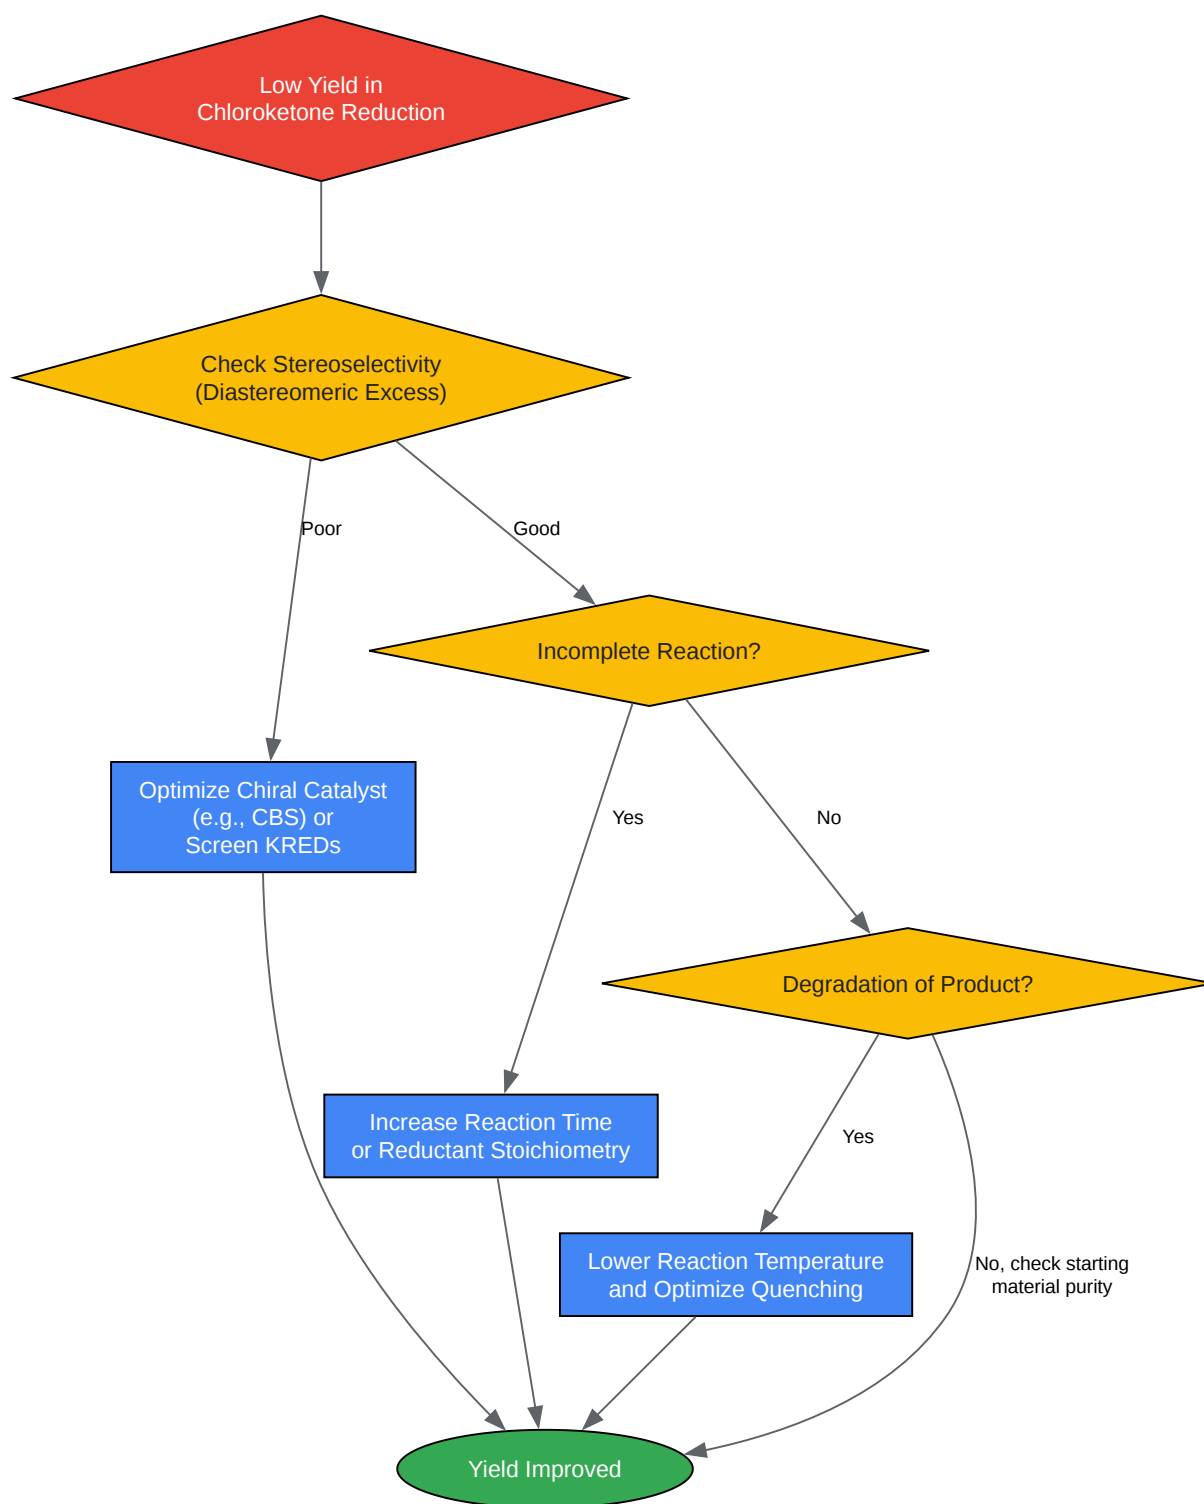 Low Yield in
Chloroketone Reduction
Check Stereoselectivity
(Diastereomeric Excess)
Poor
Good
Incomplete Reaction?
Optimize Chiral Catalyst
(e.g., CBS) or
Screen KREDs
Yes
No
Degradation of Product?
Increase Reaction Time
or Reductant Stoichiometry
Yes
Lower Reaction Temperature
and Optimize Quenching
No, check starting
material purity
Yield Improved